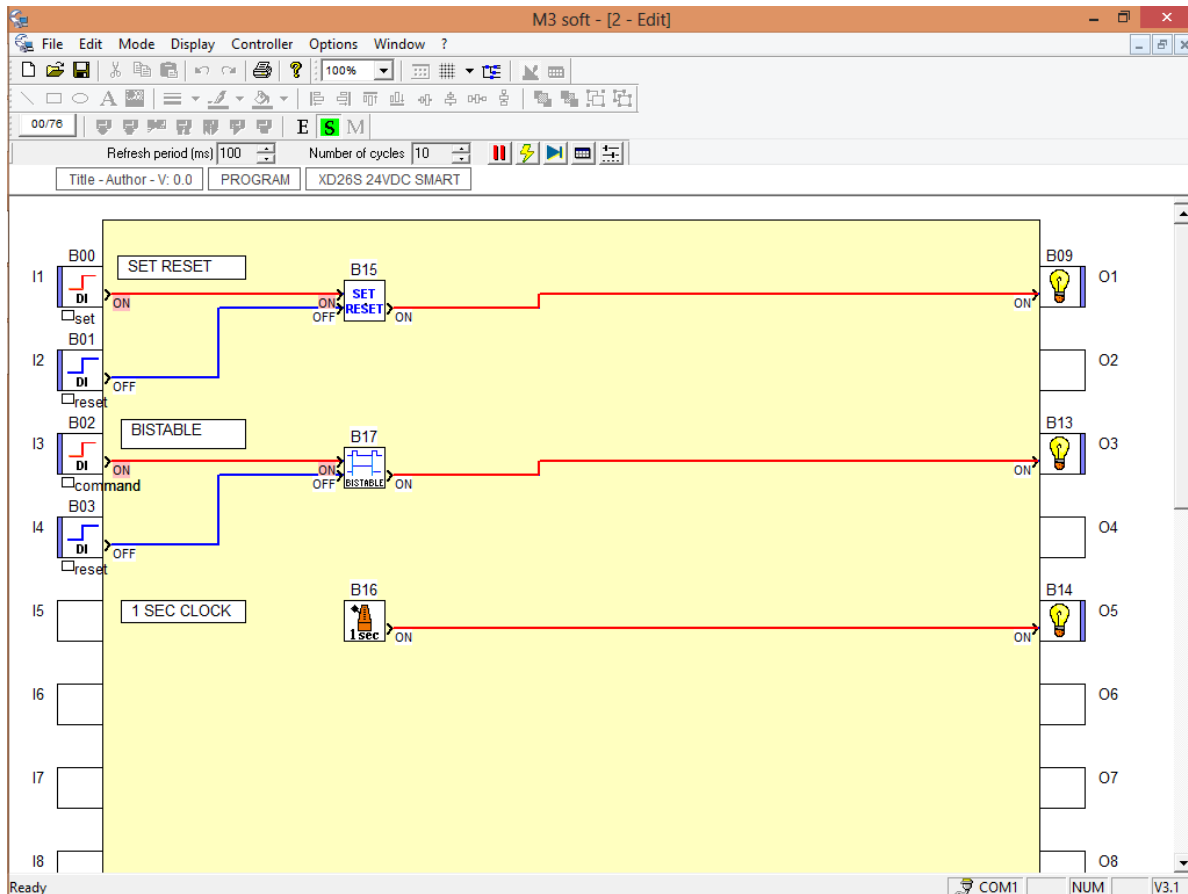 M3 soft - [2 - Edit]
File Edit Mode Display Controller Options Window ?
100%
A
00/76 E S M
Refresh period (ms) 100 Number of cycles 10
Title - Author - V: 0.0 PROGRAM XD26S 24VDC SMART
B00 B09
SET RESET B15
I1 O1
DI SET
ON ON RESET ON
OFF ON
set
B01
I2 O2
DI
OFF
reset
B02 B13
BISTABLE B17
I3 O3
DI
ON ON ON
OFF BISTABLE ON
command
B03
I4 O4
DI
OFF
reset
B16 B14
I5 1 SEC CLOCK O5
1sec ON ON
I6 O6
I7 O7
I8 O8
Ready COM1 NUM V3.1